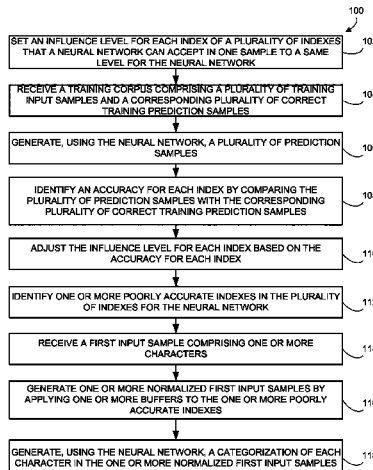 100
SET AN INFLUENCE LEVEL FOR EACH INDEX OF A PLURALITY OF INDEXES
THAT A NEURAL NETWORK CAN ACCEPT IN ONE SAMPLE TO A SAME
LEVEL FOR THE NEURAL NETWORK
RECEIVE A TRAINING CORPUS COMPRISING A PLURALITY OF TRAINING
INPUT SAMPLES AND A CORRESPONDING PLURALITY OF CORRECT
TRAINING PREDICTION SAMPLES
GENERATE, USING THE NEURAL NETWORK, A PLURALITY OF PREDICTION
SAMPLES
IDENTIFY AN ACCURACY FOR EACH INDEX BY COMPARING THE
PLURALITY OF PREDICTION SAMPLES WITH THE CORRESPONDING
PLURALITY OF CORRECT TRAINING PREDICTION SAMPLES
ADJUST THE INFLUENCE LEVEL FOR EACH INDEX BASED ON THE
ACCURACY FOR EACH INDEX
IDENTIFY ONE OR MORE POORLY ACCURATE INDEXES IN THE PLURALITY
OF INDEXES FOR THE NEURAL NETWORK
RECEIVE A FIRST INPUT SAMPLE COMPRISING ONE OR MORE
CHARACTERS
GENERATE ONE OR MORE NORMALIZED FIRST INPUT SAMPLES BY
APPLYING ONE OR MORE BUFFERS TO THE ONE OR MORE POORLY
ACCURATE INDEXES
GENERATE, USING THE NEURAL NETWORK, A CATEGORIZATION OF EACH
CHARACTER IN THE ONE OR MORE NORMALIZED FIRST INPUT SAMPLES